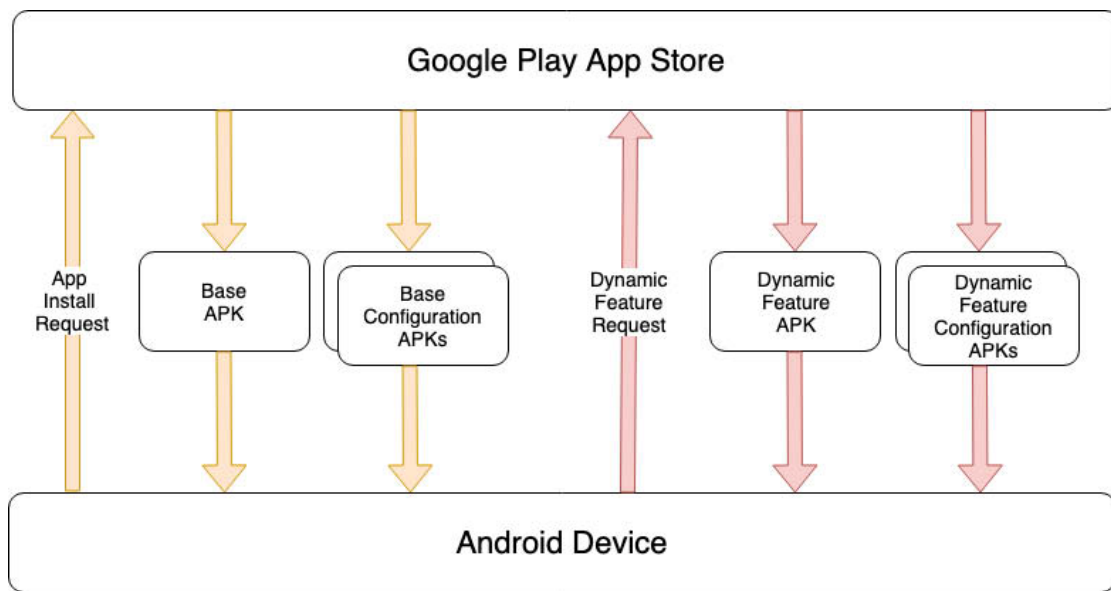 Google Play App Store
App
Install
Request
Base
APK
Base
Configuration
APKs
Dynamic
Feature
Request
Dynamic
Feature
APK
Dynamic
Feature
Configuration
APKs
Android Device